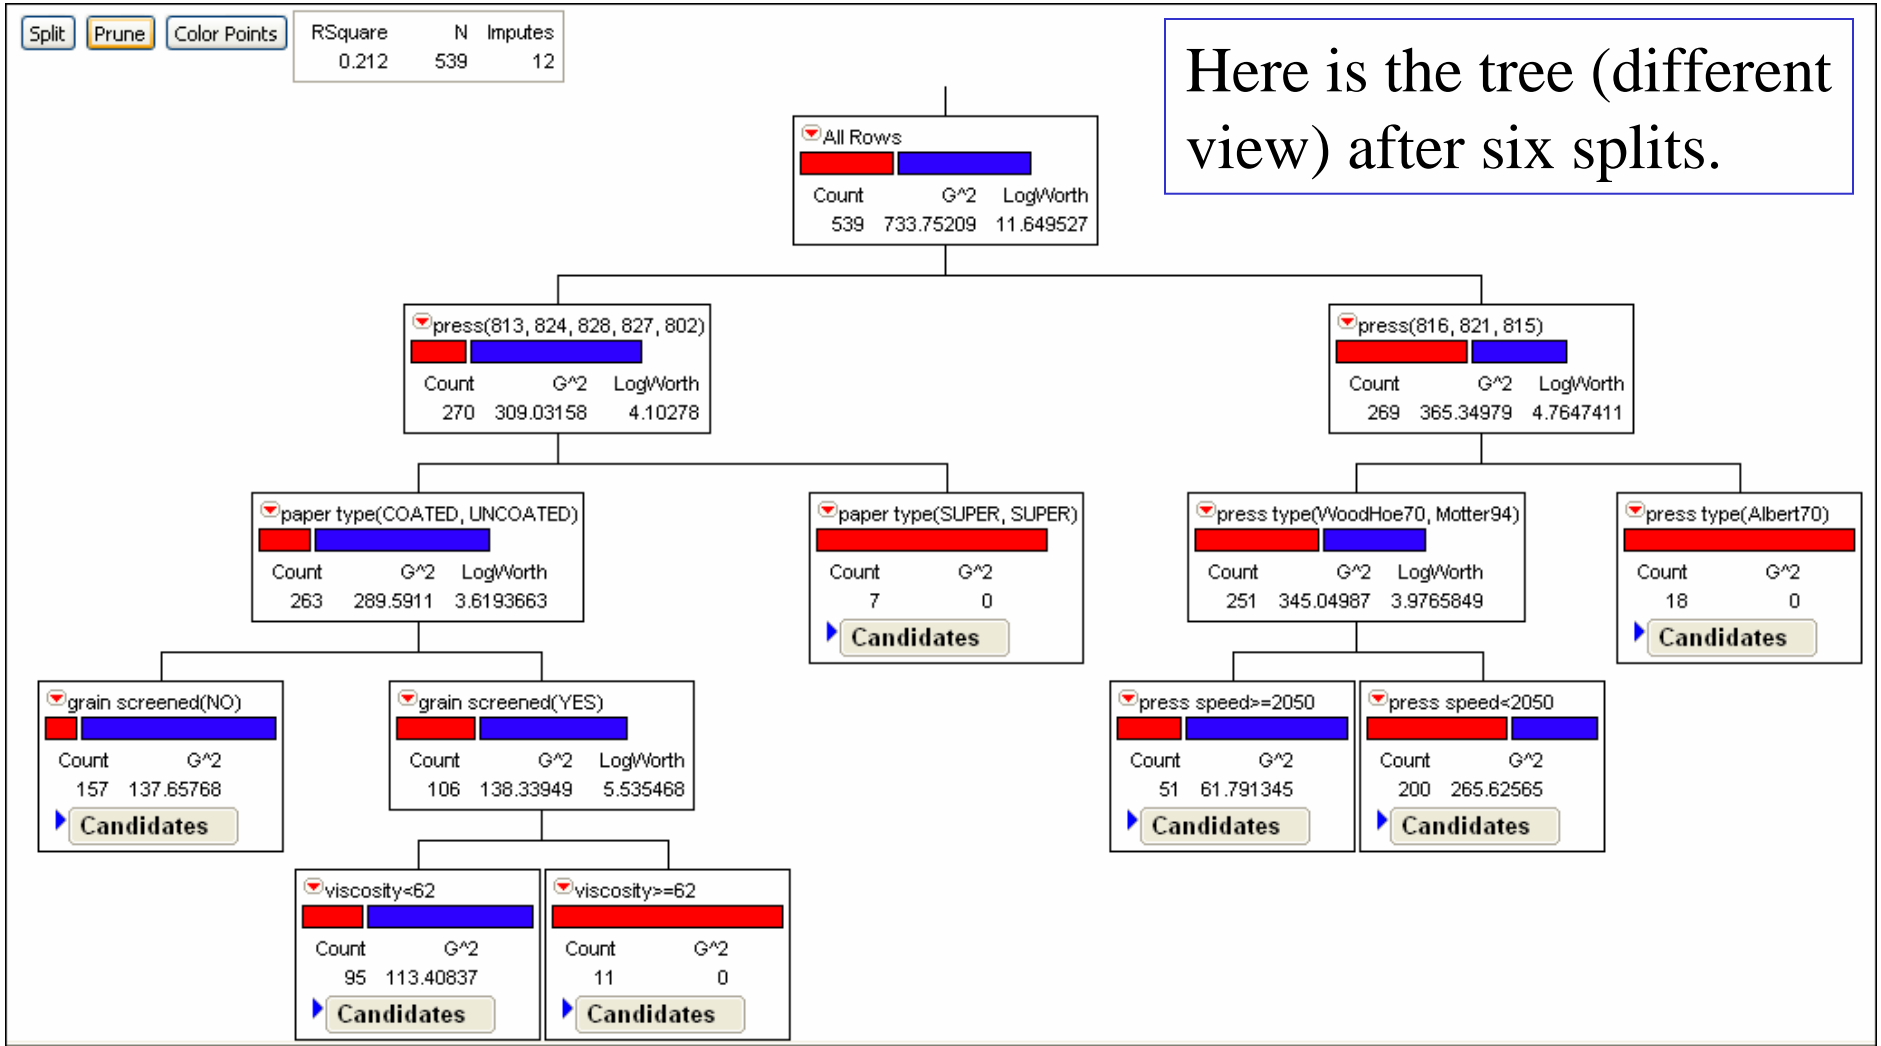 Split Prune Color Points
RSquare N Imputes
0.212 539 12
Here is the tree (different
view) after six splits.
All Rows
Count G^2 LogWorth
539 733.75209 11.649527
press(813, 824, 828, 827, 802)
Count G^2 LogWorth
270 309.03158 4.10278
press(816, 821, 815)
Count G^2 LogWorth
269 365.34979 4.7647411
paper type(COATED, UNCOATED)
Count G^2 LogWorth
263 289.5911 3.6193663
paper type(SUPER, SUPER)
Count G^2
7 0
Candidates
press type(WoodHoe70, Motter94)
Count G^2 LogWorth
251 345.04987 3.9765849
press type(Albert70)
Count G^2
18 0
Candidates
grain screened(NO)
Count G^2
157 137.65768
Candidates
grain screened(YES)
Count G^2 LogWorth
106 138.33949 5.535468
press speed>=2050
Count G^2
51 61.791345
Candidates
press speed<2050
Count G^2
200 265.62565
Candidates
viscosity<62
Count G^2
95 113.40837
Candidates
viscosity>=62
Count G^2
11 0
Candidates